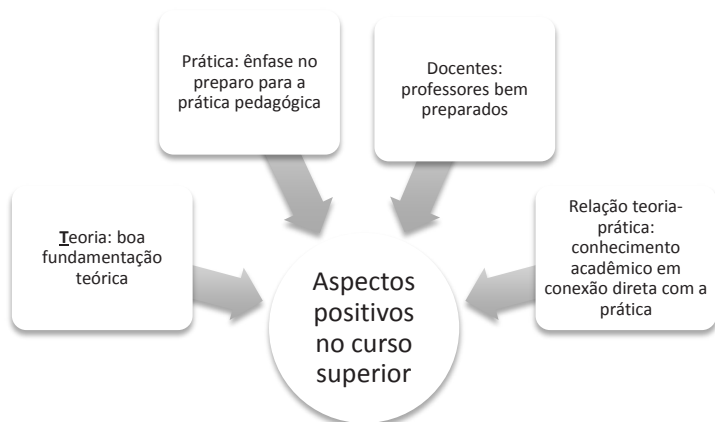 Prática: ênfase no
preparo para a
prática pedagógica
Docentes:
professores bem
preparados
Teoria: boa
fundamentação
teórica
Relação teoria-
prática:
conhecimento
acadêmico em
conexão direta com a
prática
Aspectos
positivos
no curso
superior